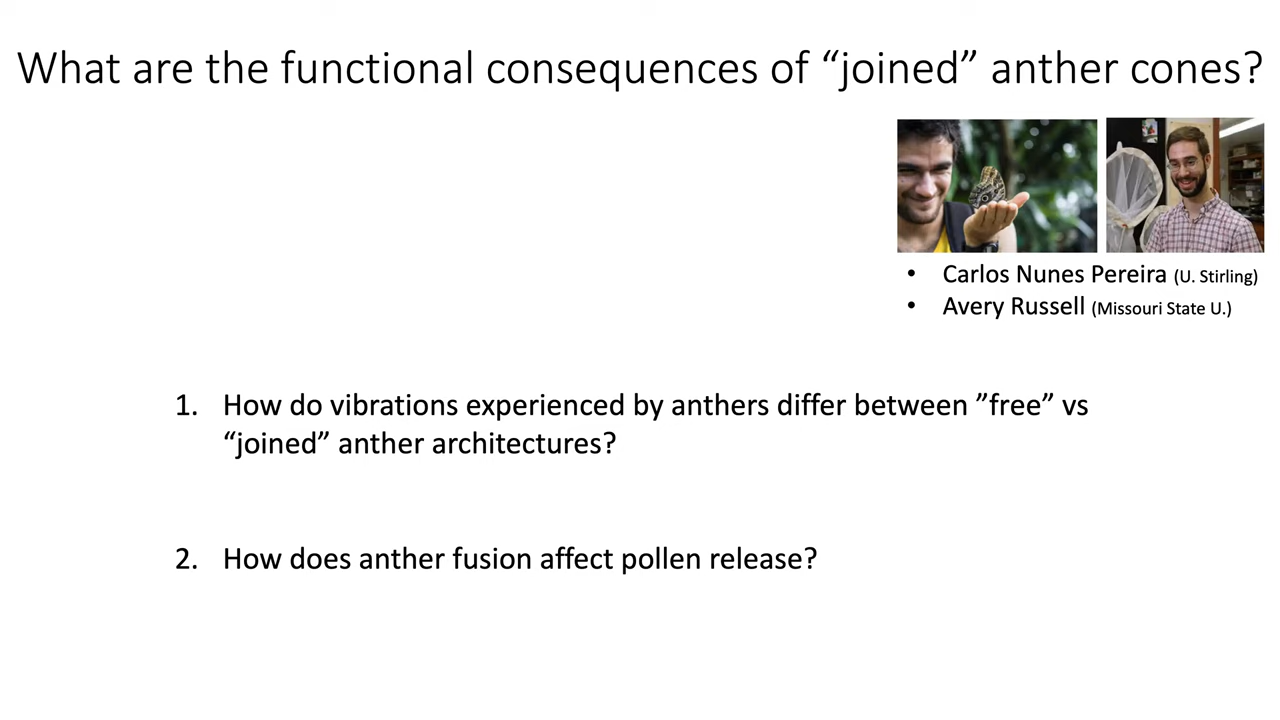 What are the functional consequences of “joined” anther cones?
• Carlos Nunes Pereira (U. Stirling)
• Avery Russell (Missouri State U.)
1. How do vibrations experienced by anthers differ between ”free” vs
“joined” anther architectures?
2. How does anther fusion affect pollen release?